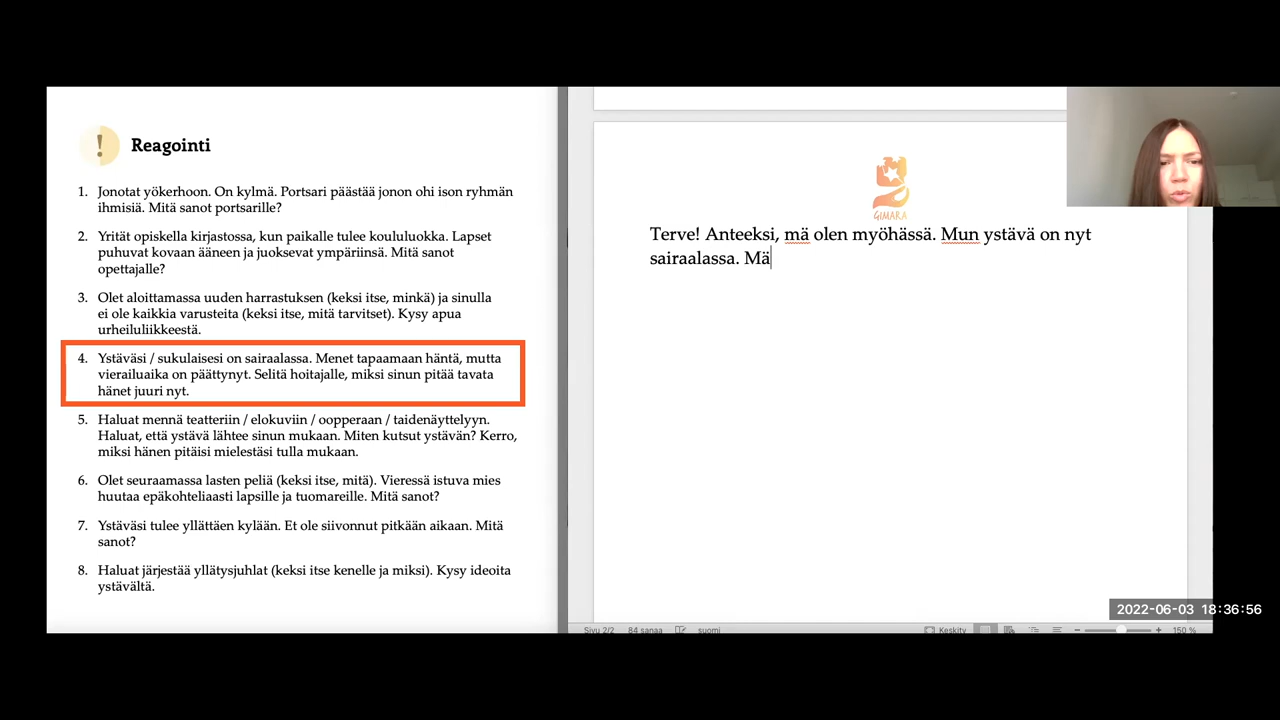 Reagointi
1. Jonotat yökerhoon. On kylmä. Portsari päästää jonon ohi ison ryhmän
ihmisiä. Mitä sanot portsarille?
2. Yrität opiskella kirjastossa, kun paikalle tulee koululuokka. Lapset
puhuvat kovaan ääneen ja juoksevat ympäriinsä. Mitä sanot
opettajalle?
3. Olet aloittamassa uuden harrastuksen (keksi itse, minkä) ja sinulla
ei ole kaikkia varusteita (keksi itse, mitä tarvitset). Kysy apua
urheiluliikkeestä.
4. Ystäväsi / sukulaisesi on sairaalassa. Menet tapaamaan häntä, mutta
vierailuaika on päättynyt. Selitä hoitajalle, miksi sinun pitää tavata
hänet juuri nyt.
5. Haluat mennä teatteriin / elokuviin / oopperaan / taidenäyttelyyn.
Haluat, että ystävä lähtee sinun mukaan. Miten kutsut ystävän? Kerro,
miksi hänen pitäisi mielestäsi tulla mukaan.
6. Olet seuraamassa lasten peliä (keksi itse, mitä). Vieressä istuva mies
huutaa epäkohteliaasti lapsille ja tuomareille. Mitä sanot?
7. Ystäväsi tulee yllättäen kylään. Et ole siivonnut pitkään aikaan. Mitä
sanot?
8. Haluat järjestää yllätysjuhlat (keksi itse kenelle ja miksi). Kysy ideoita
ystävältä.
GIMARA
Terve! Anteeksi, mä olen myöhässä. Mun ystävä on nyt
sairaalassa. Mä
2022-06-03 18:36:56
Sivu 2/2 84 sanaa suomi Keskity 150 %